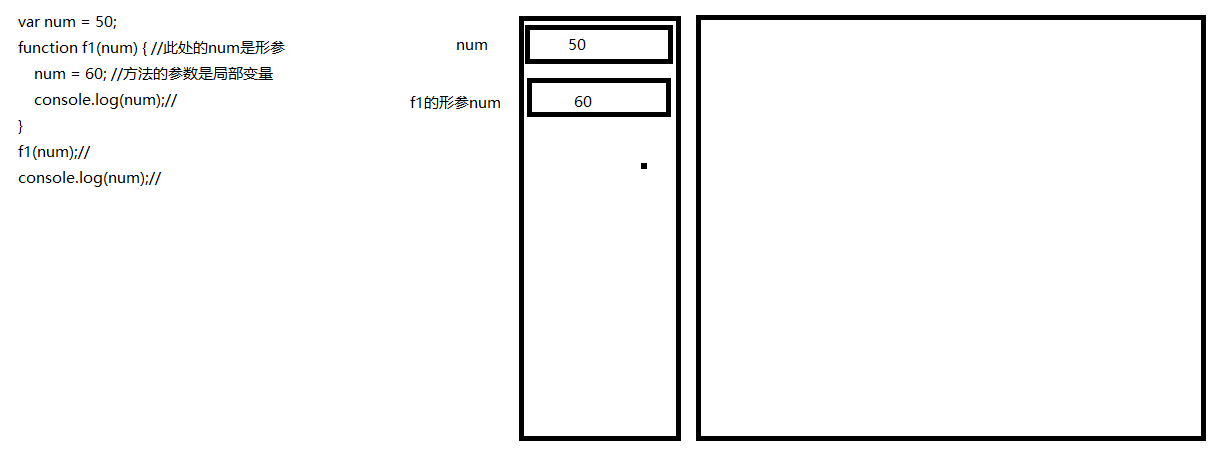 var num = 50;
function f1(num) { //此处的num是形参
num = 60; //方法的参数是局部变量
console.log(num);//
}
f1(num);//
console.log(num);//
num
50
f1的形参num
60